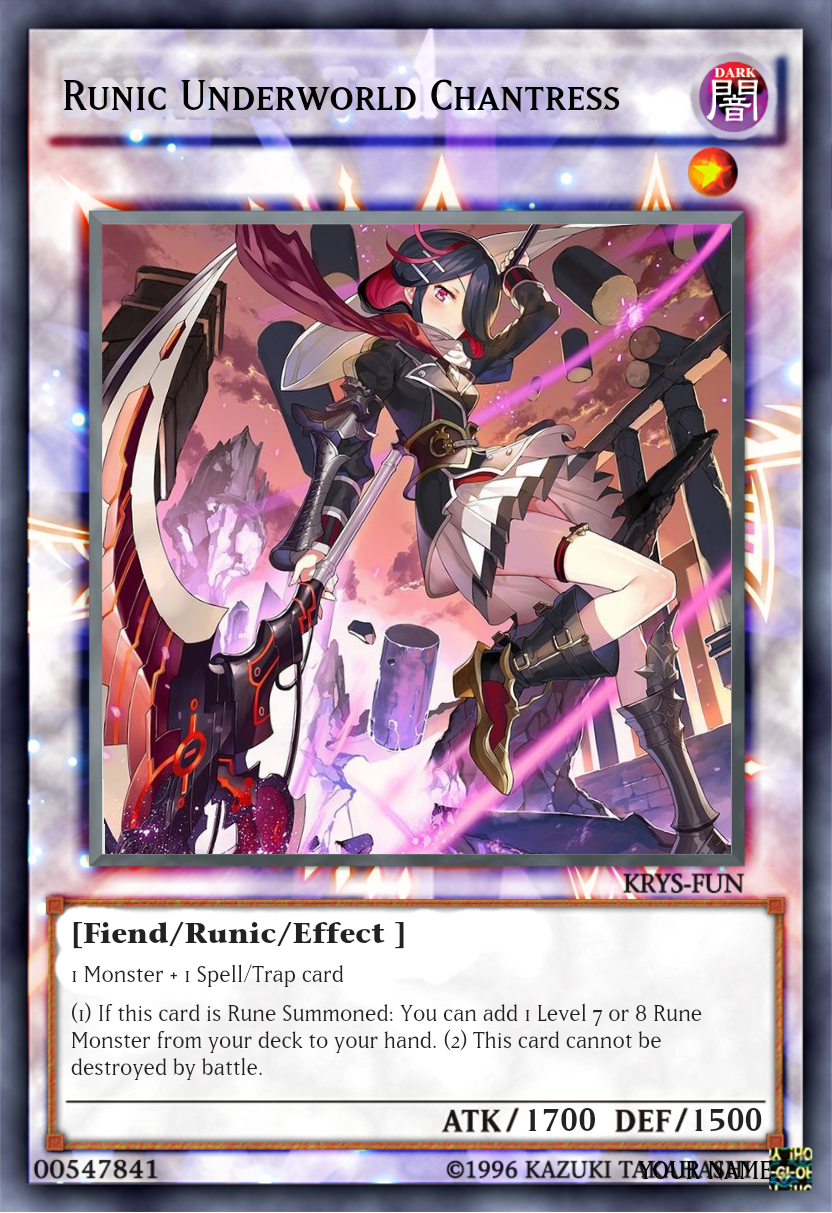 Runic Underworld Chantress
DARK
闇
KRYS-FUN
[Fiend/Runic/Effect ]
1 Monster + 1 Spell/Trap card
(1) If this card is Rune Summoned: You can add 1 Level 7 or 8 Rune
Monster from your deck to your hand. (2) This card cannot be
destroyed by battle.
ATK/1700 DEF/1500
00547841
©1996 KAZUKI YOUR NAME